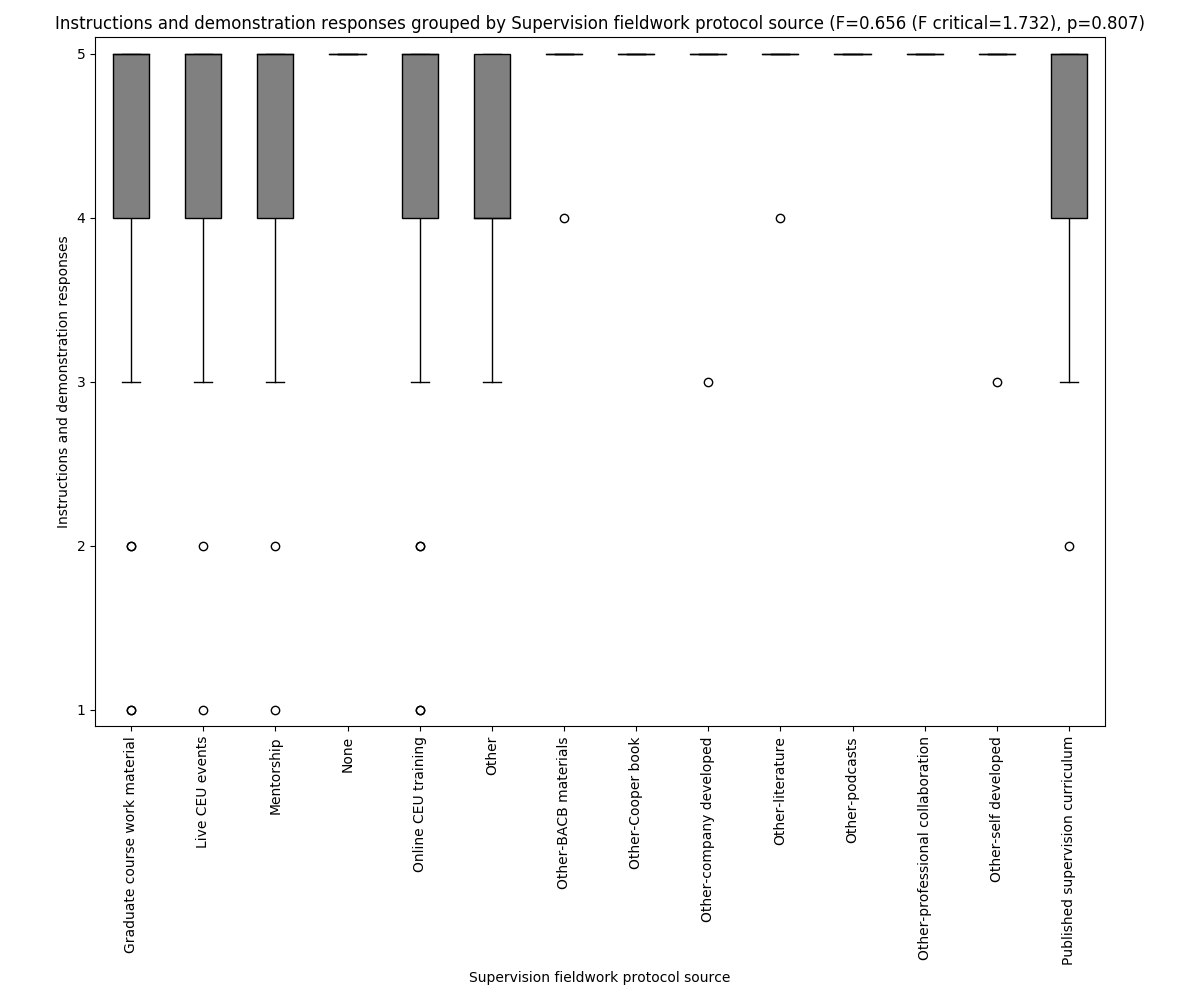 Instructions and demonstration responses grouped by Supervision fieldwork protocol source (F=0.656 (F critical=1.732), p=0.807)
5
4
3
2
1
Instructions and demonstration responses
Graduate course work material
Live CEU events
Mentorship
None
Online CEU training
Other
Other-BACB materials
Other-Cooper book
Other-company developed
Other-literature
Other-podcasts
Other-professional collaboration
Other-self developed
Published supervision curriculum
Supervision fieldwork protocol source